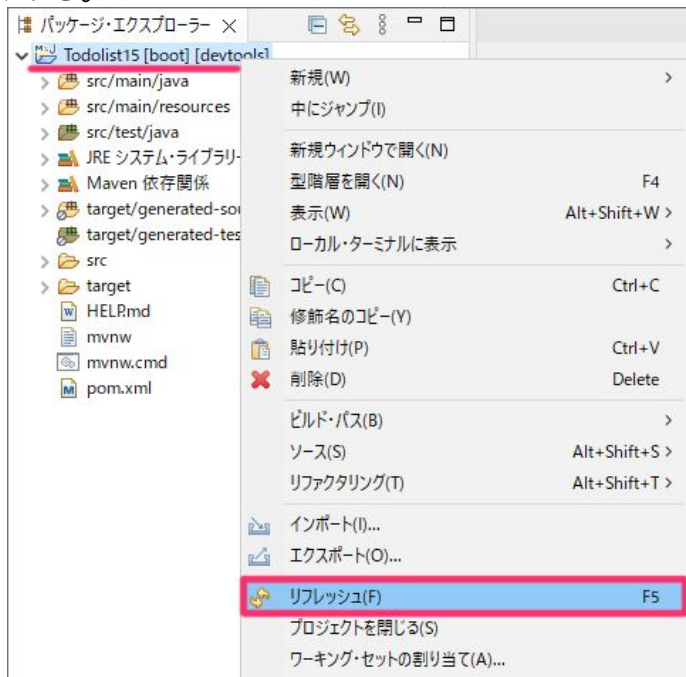 パッケージ・エクスプローラー ×
Todolist15 [boot] [devtools]
src/main/java
src/main/resources
src/test/java
JRE システム・ライブラリー
Maven 依存関係
target/generated-sou
target/generated-tes
src
target
HELP.md
mvnw
mvnw.cmd
pom.xml
新規(W) >
中にジャンプ(I)
新規ウィンドウで開く(N)
型階層を開く(N) F4
表示(W) Alt+Shift+W >
ローカル・ターミナルに表示 >
コピー(C) Ctrl+C
修飾名のコピー(Y)
貼り付け(P) Ctrl+V
削除(D) Delete
ビルド・パス(B) >
ソース(S) Alt+Shift+S >
リファクタリング(T) Alt+Shift+T >
インポート(I)...
エクスポート(O)...
リフレッシュ(F) F5
プロジェクトを閉じる(S)
ワーキング・セットの割り当て(A)...